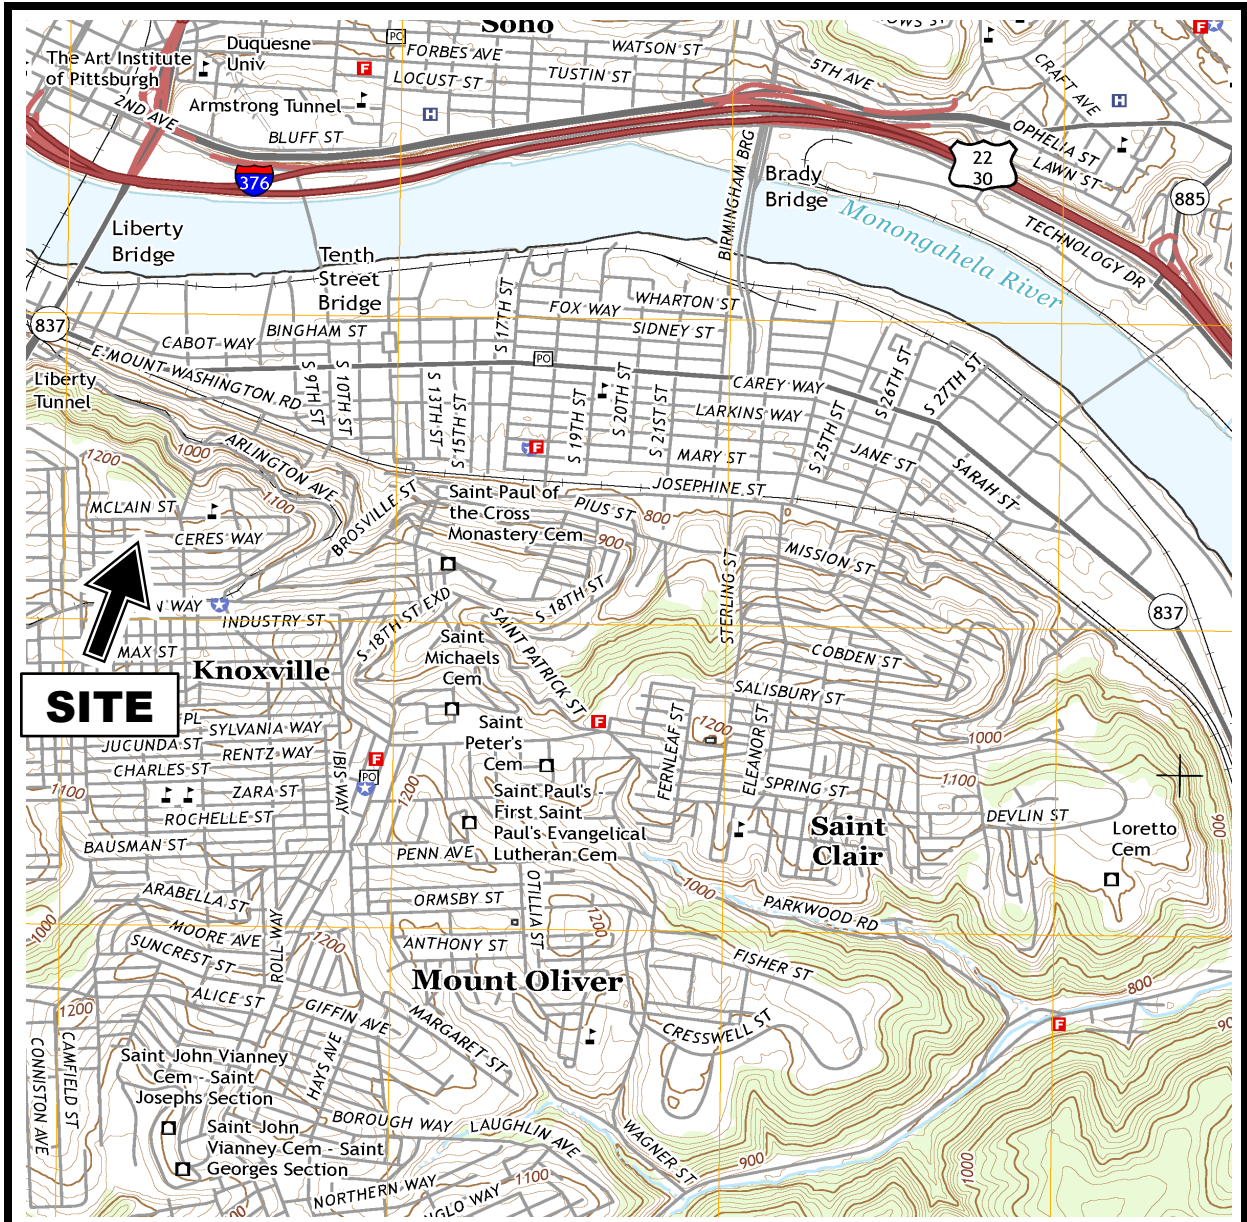 Soho
OWS ST
PO
FORBES AVE
WATSON ST
Duquesne
Univ
The Art Institute
of Pittsburgh
F
LOCUST ST
TUSTIN ST
5TH AVE
CRAFT AVE
F
2ND AVE
Armstrong Tunnel
H
H
BLUFF ST
OPHELIA ST
LAWN ST
22
30
376
885
BIRMINGHAM BRG
Brady
Bridge
Monongahela River
TECHNOLOGY DR
Liberty
Bridge
Tenth
Street
Bridge
837
S 17TH ST
FOX WAY
WHARTON ST
SIDNEY ST
BINGHAM ST
CABOT WAY
E MOUNT WASHINGTON RD
PO
CAREY WAY
Liberty
Tunnel
S 9TH ST
S 10TH ST
S 13TH ST
S 15TH ST
S 19TH ST
S 20TH ST
S 21ST ST
LARKINS WAY
S 25TH ST
S 26TH ST
S 27TH ST
F
MARY ST
JANE ST
SARAH ST
JOSEPHINE ST
1200
1000
ARLINGTON AVE
1100
BROSVILLE ST
Saint Paul of
the Cross
Monastery Cem
PIUS ST
800
900
MCLAIN ST
CERES WAY
MISSION ST
STERLING ST
N WAY
INDUSTRY ST
S 18TH ST EXD
S 18TH ST
SAINT PATRICK ST
837
MAX ST
Knoxville
Saint
Michaels
Cem
COBDEN ST
SITE
SALISBURY ST
PL
SYLVANIA WAY
Saint
Peter's
Cem
F
FERNLEAF ST
1200
ELEANOR ST
1000
JUCUNDA ST
RENTZ WAY
IBIS WAY
F
PO
CHARLES ST
1100
ZARA ST
1200
Saint Paul's -
First Saint
Paul's Evangelical
Lutheran Cem
SPRING ST
1100
ROCHELLE ST
DEVLIN ST
900
Saint
Clair
Loretto
Cem
BAUSMAN ST
PENN AVE
ARABELLA ST
ORMSBY ST
OTILLIA ST
1000
PARKWOOD RD
1000
MOORE AVE
ROLL WAY
1200
1200
SUNCREST ST
ANTHONY ST
FISHER ST
Mount Oliver
ALICE ST
GIFFIN AVE
MARGARET ST
800
1200
CRESSWELL ST
F
90
CONNISTON AVE
CAMFIELD ST
HAYS AVE
Saint John Vianney
Cem - Saint
Josephs Section
BOROUGH WAY
LAUGHLIN AVE
WAGNER ST
Saint John
Vianney Cem - Saint
Georges Section
900
1000
NORTHERN WAY
1100
NGLO WAY
00